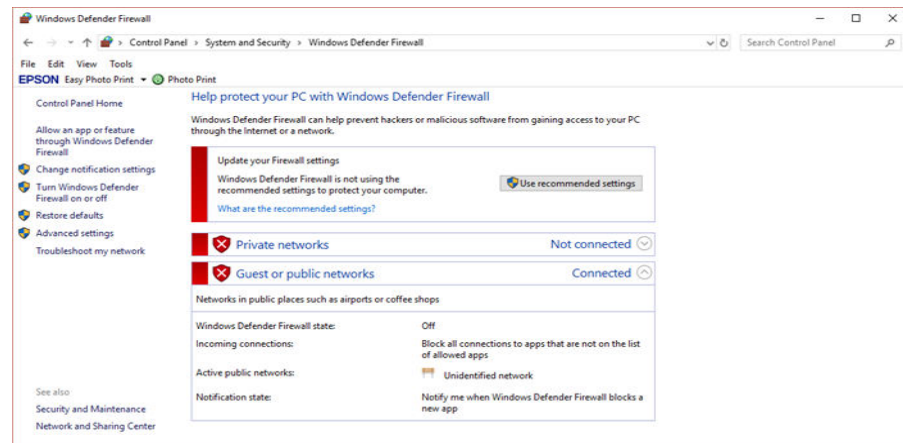 Windows Defender Firewall
Control Panel > System and Security > Windows Defender Firewall
Search Control Panel
File Edit View Tools
EPSON Easy Photo Print Photo Print
Control Panel Home
Allow an app or feature
through Windows Defender
Firewall
Change notification settings
Turn Windows Defender
Firewall on or off
Restore defaults
Advanced settings
Troubleshoot my network
See also
Security and Maintenance
Network and Sharing Center
Help protect your PC with Windows Defender Firewall
Windows Defender Firewall can help prevent hackers or malicious software from gaining access to your PC
through the Internet or a network.
Update your Firewall settings
Windows Defender Firewall is not using the
recommended settings to protect your computer.
Use recommended settings
What are the recommended settings?
Private networks Not connected
Guest or public networks Connected
Networks in public places such as airports or coffee shops
Windows Defender Firewall state: Off
Incoming connections: Block all connections to apps that are not on the list
of allowed apps
Active public networks: Unidentified network
Notification state: Notify me when Windows Defender Firewall blocks a
new app